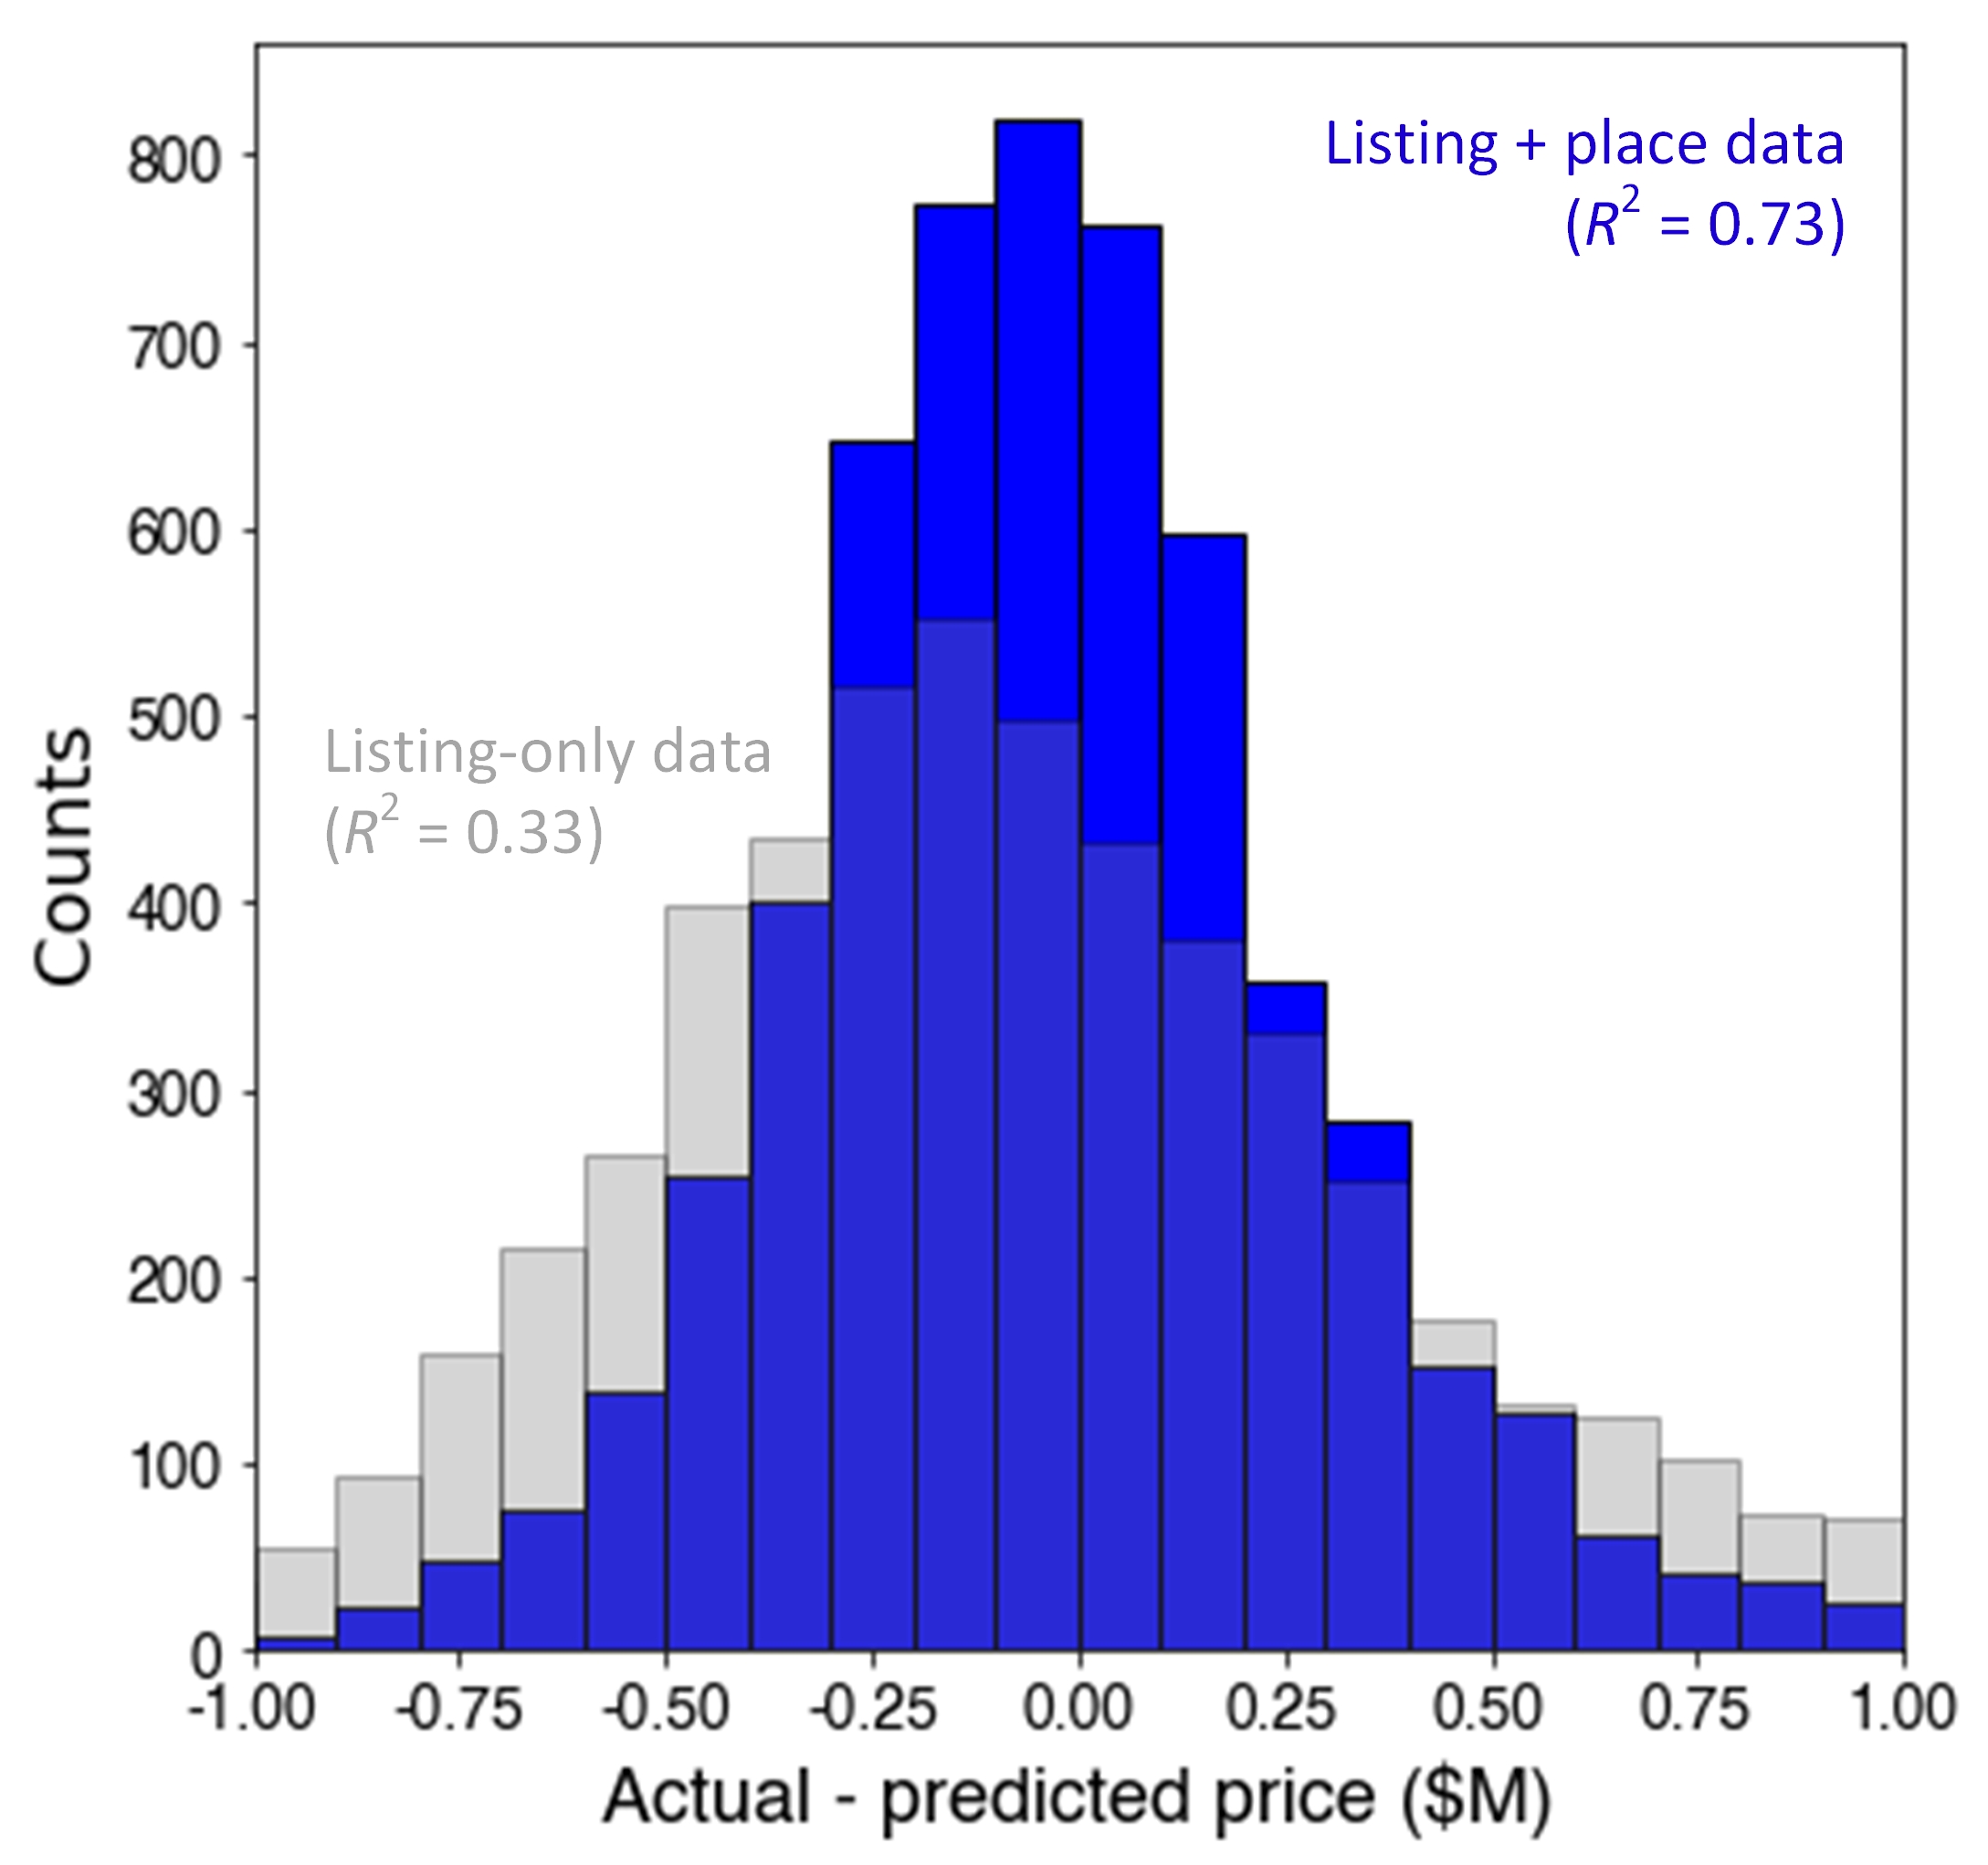 Listing + place data
(R² = 0.73)
Listing-only data
(R² = 0.33)
Counts
800
700
600
500
400
300
200
100
0
-1.00 -0.75 -0.50 -0.25 0.00 0.25 0.50 0.75 1.00
Actual - predicted price ($M)